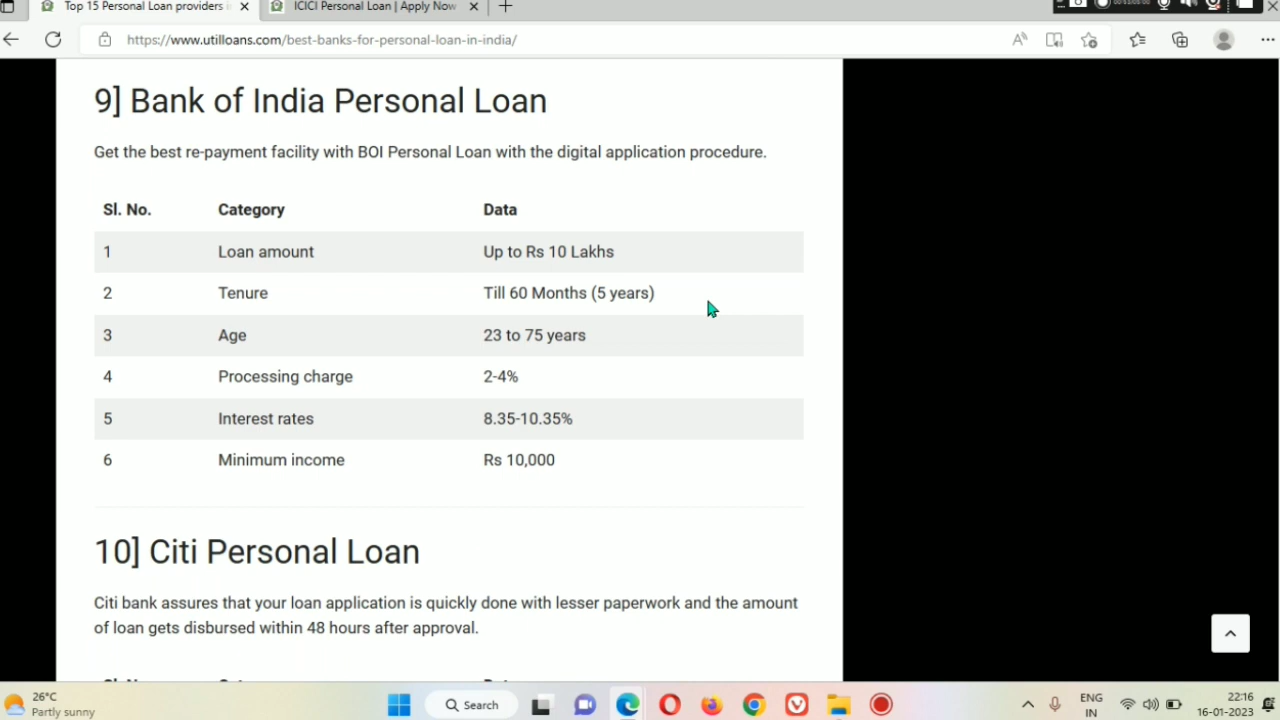 Top 15 Personal Loan providers i
ICICI Personal Loan | Apply Now
https://www.utilloans.com/best-banks-for-personal-loan-in-india/
9] Bank of India Personal Loan
Get the best re-payment facility with BOI Personal Loan with the digital application procedure.
Sl. No. Category Data
1 Loan amount Up to Rs 10 Lakhs
2 Tenure Till 60 Months (5 years)
3 Age 23 to 75 years
4 Processing charge 2-4%
5 Interest rates 8.35-10.35%
6 Minimum income Rs 10,000
10] Citi Personal Loan
Citi bank assures that your loan application is quickly done with lesser paperwork and the amount
of loan gets disbursed within 48 hours after approval.
26°C
Partly sunny
Search
ENG
IN
22:16
16-01-2023